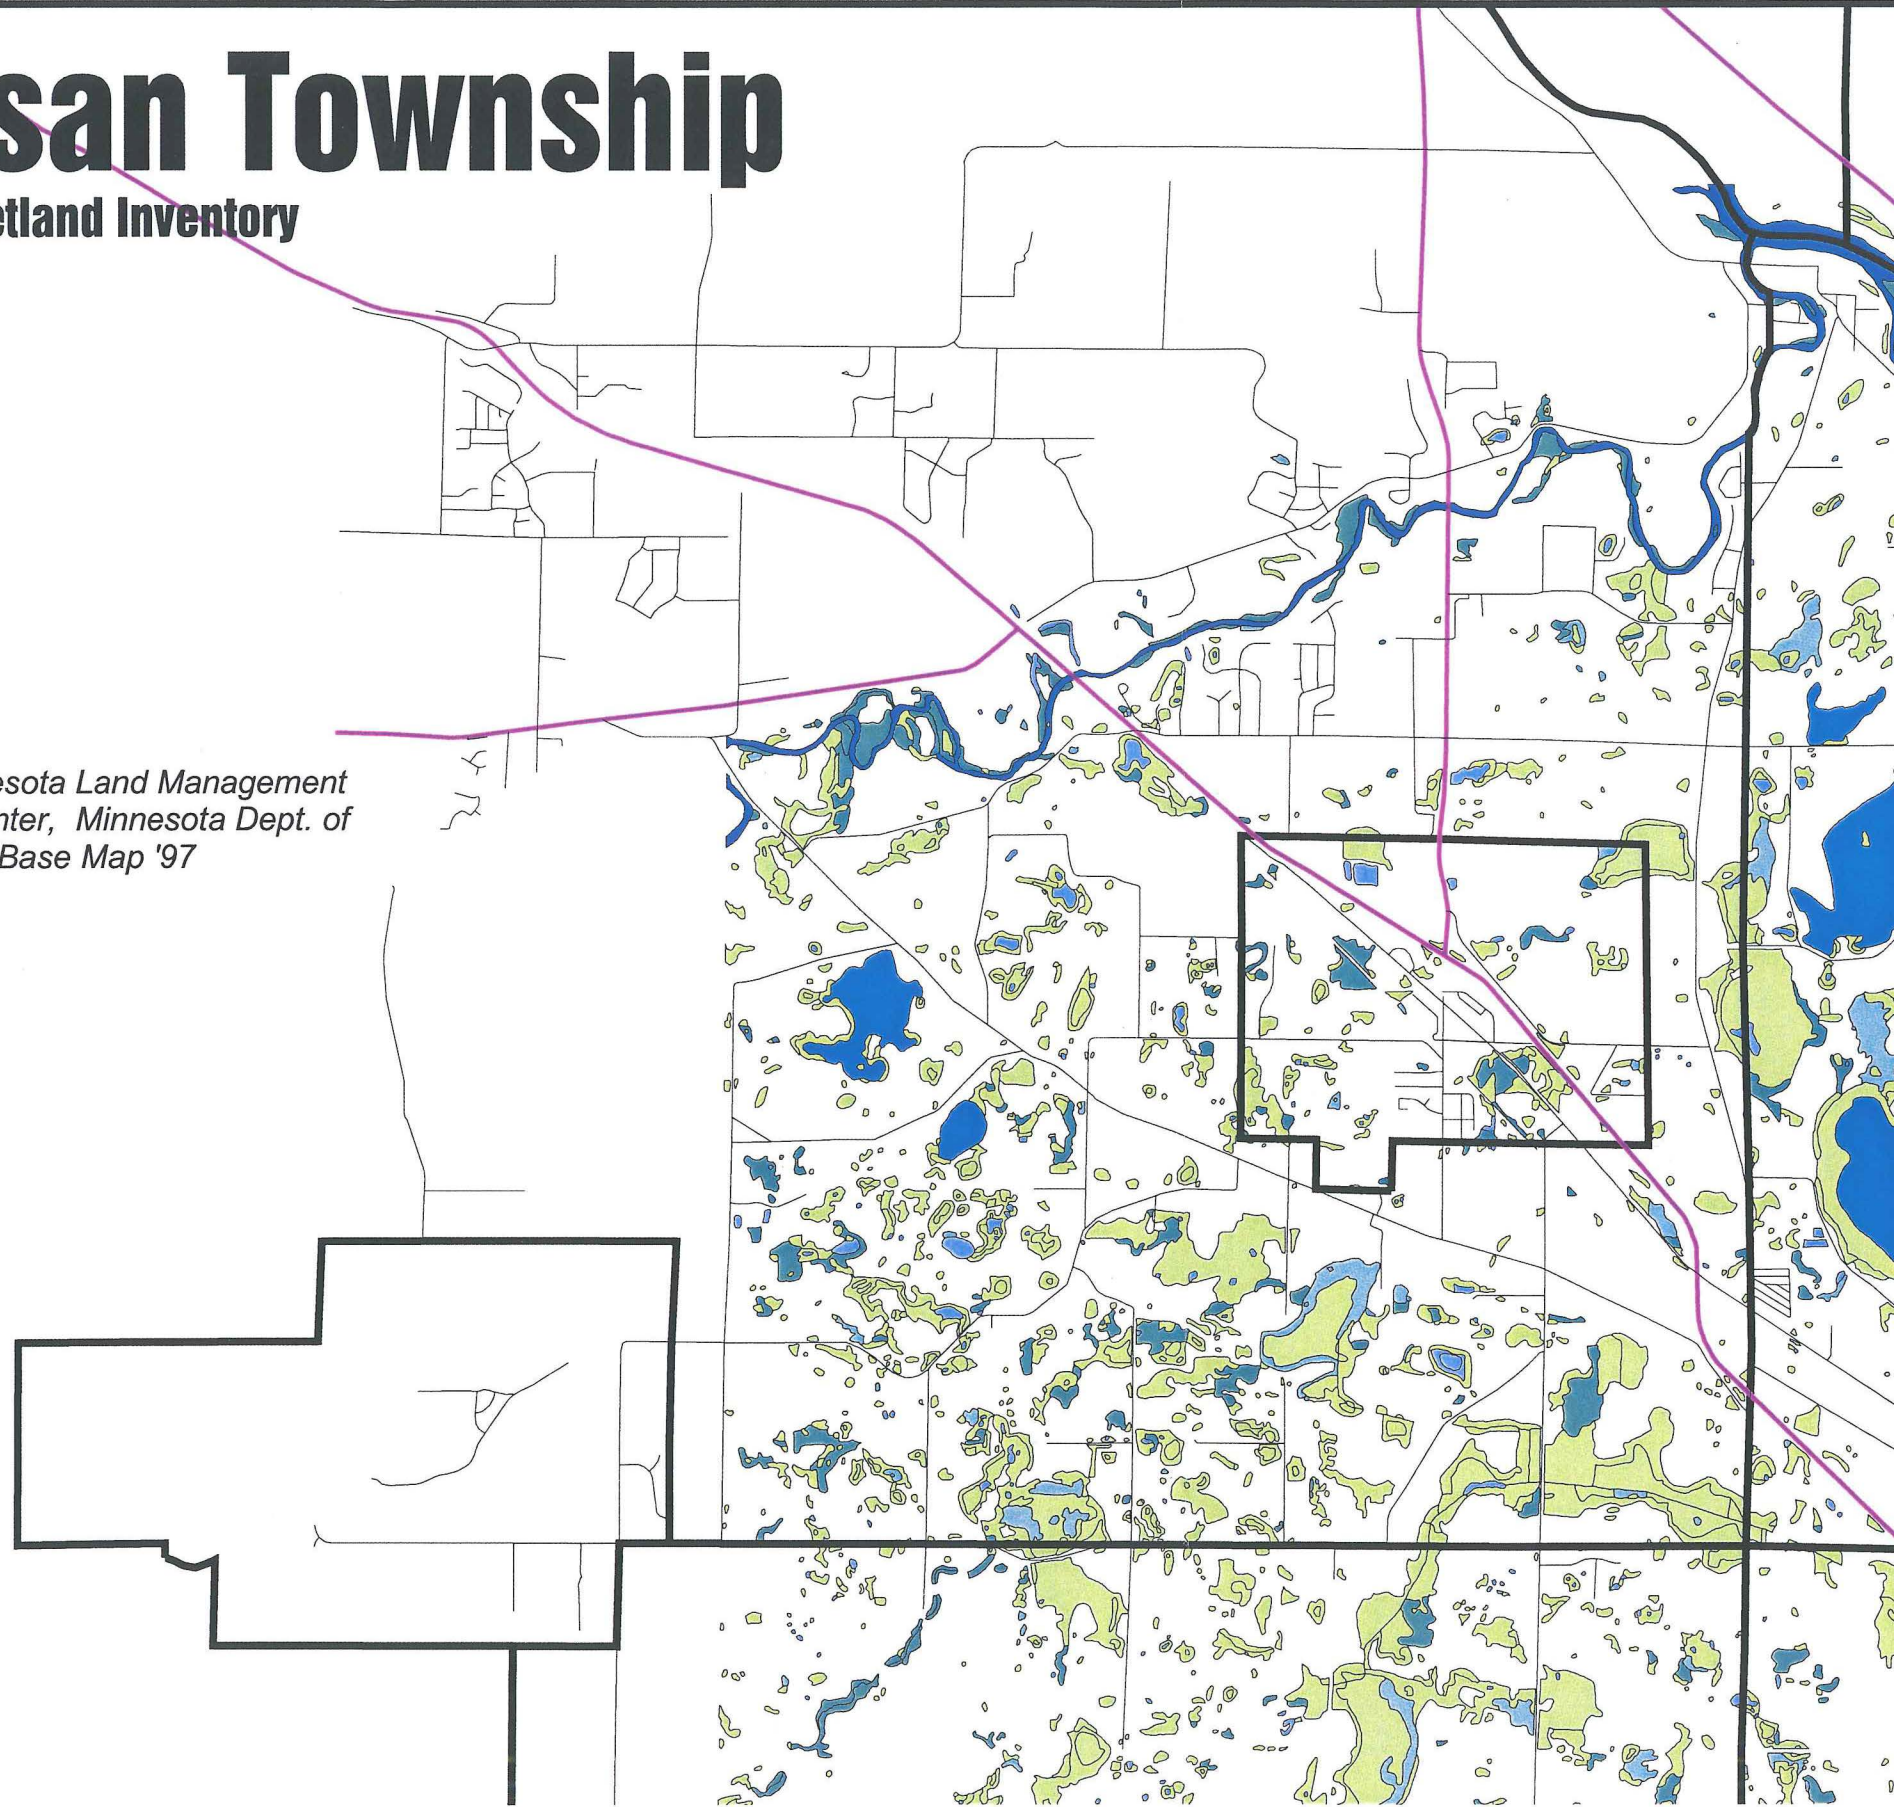 san Township
etland Inventory
esota Land Management
nter, Minnesota Dept. of
Base Map '97